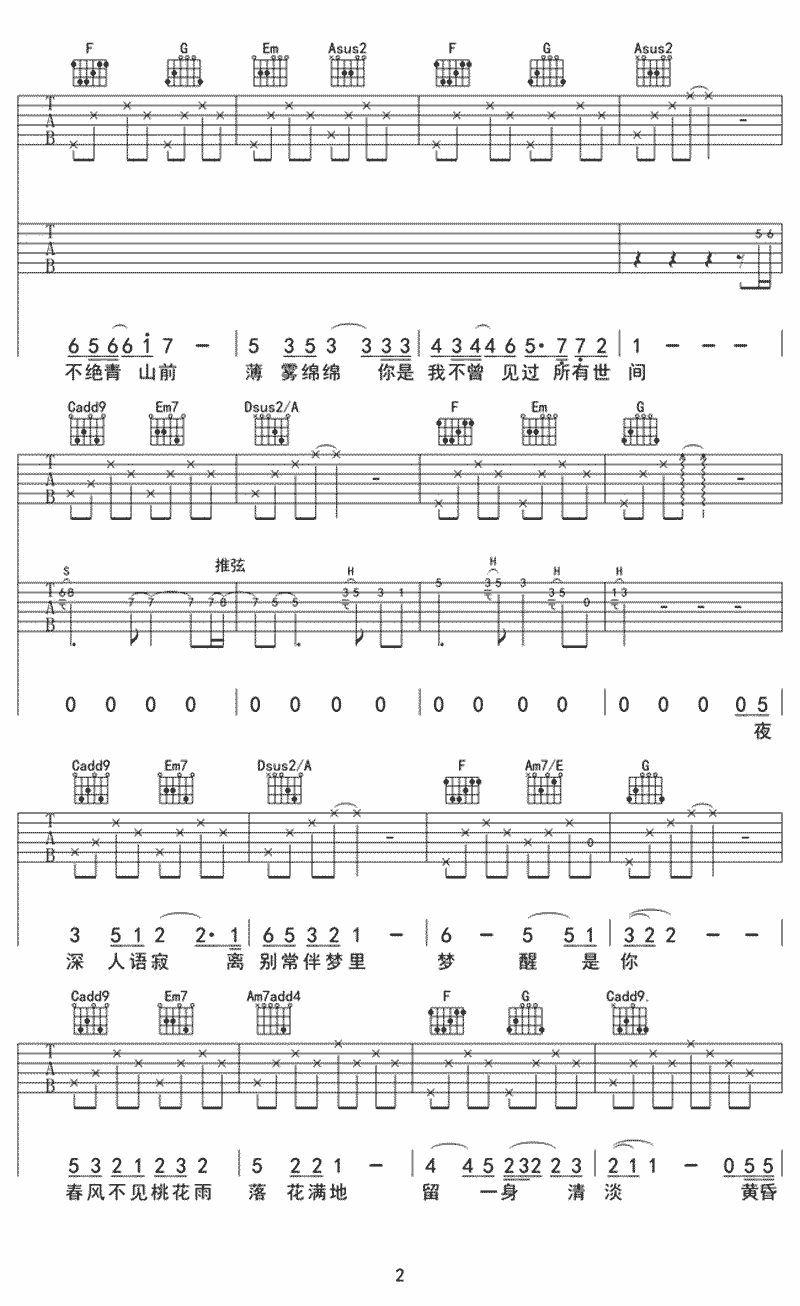 F G Em Asus2 F G Asus2
T
A
B
T
A
B
5 6
6 5 6 6 1 7 - 5 3 5 3 3 3 3 4 3 4 4 6 5· 7 7 2 1 - -
不绝青 山前 薄 雾绵绵 你是 我不曾 见过 所有世 间
Cadd9 Em7 Dsus2/A F Em G
T
A
B
推弦
S H H H H
T
A
B
6 8 7 7 7 7 8 7 5 5 3 5 3 1 5 3 5 3 3 5 0 1 3 - - -
0 0 0 0 0 0 0 0 0 0 0 0 0 0 0 0 5
夜
Cadd9 Em7 Dsus2/A F Am7/E G
T
A
B
0
3 5 1 2 2· 1 6 5 3 2 1 - 6 - 5 5 1 3 2 2 - -
深 人语寂 离 别常伴梦里 梦 醒 是 你
Cadd9 Em7 Am7add4 F G Cadd9.
T
A
B
5 3 2 1 2 3 2 5 2 2 1 - 4 4 5 2 3 2 2 3 2 1 1 - 0 5 5
春风不见桃花雨 落 花满地 留 一身 清 淡 黄昏
2